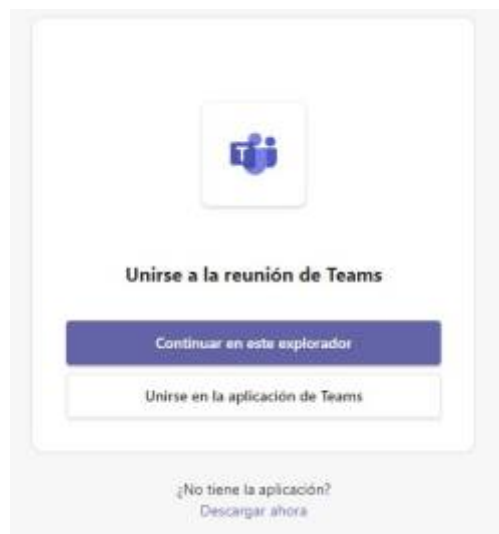 T
Unirse a la reunión de Teams
Continuar en este explorador
Unirse en la aplicación de Teams
¿No tiene la aplicación?
Descargar ahora